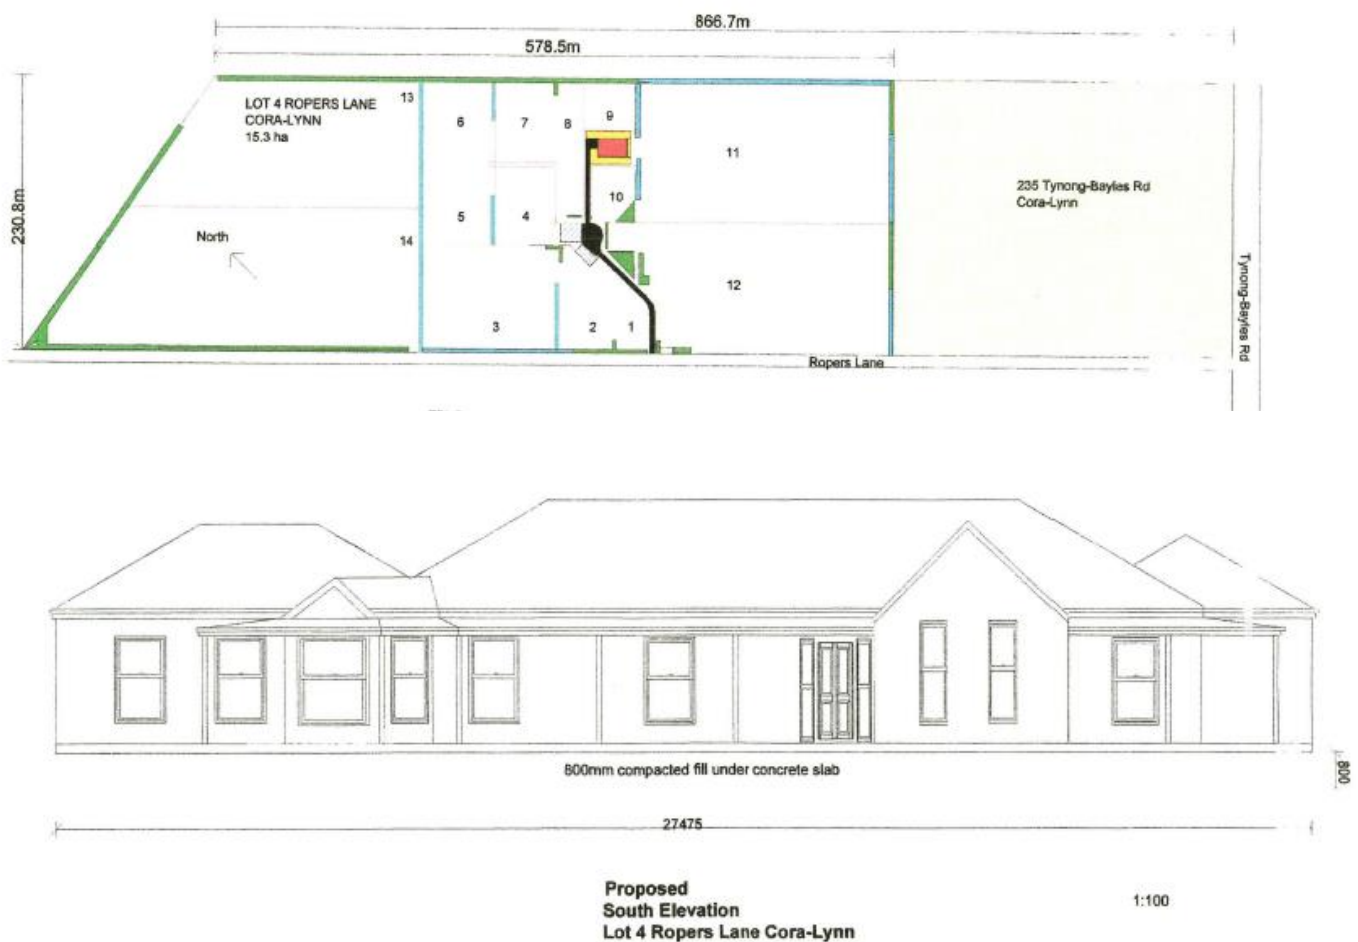 866.7m
578.5m
230.8m
LOT 4 ROPERS LANE
CORA-LYNN
15.3 ha
13
6
7
8
9
11
235 Tynong-Bayles Rd
Cora-Lynn
North
14
5
4
10
12
3
2
1
Ropers Lane
Tynong-Bayles Rd
800mm compacted fill under concrete slab
800
27475
Proposed
South Elevation
Lot 4 Ropers Lane Cora-Lynn
1:100